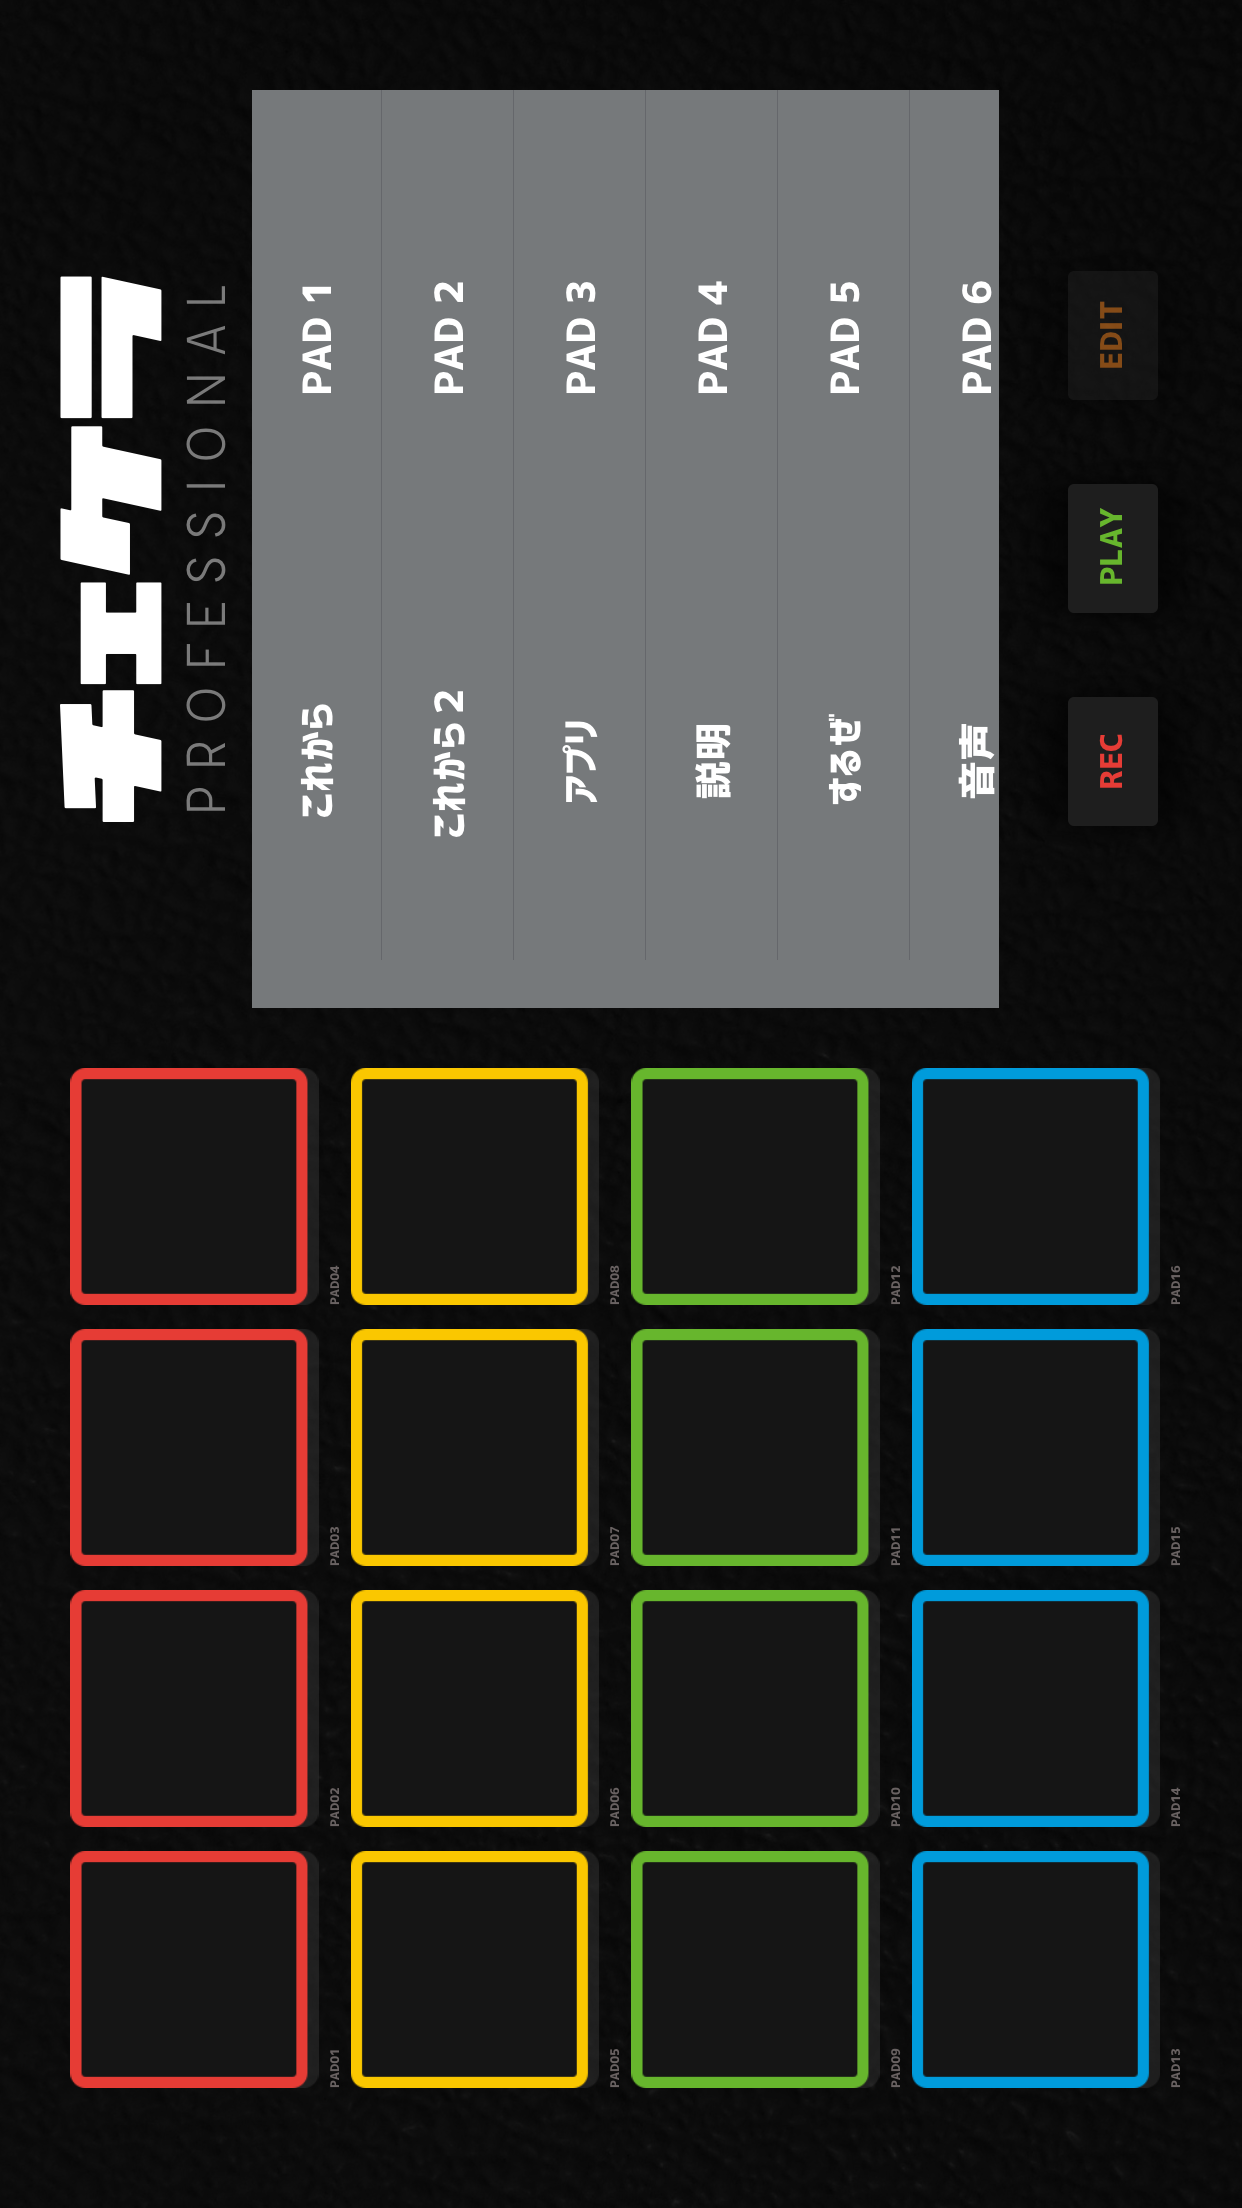 チェケラ
PROFESSIONAL
これから PAD 1
これから２ PAD 2
アプリ PAD 3
説明 PAD 4
するぜ PAD 5
音声 PAD 6
REC PLAY EDIT
PAD01 PAD02 PAD03 PAD04
PAD05 PAD06 PAD07 PAD08
PAD09 PAD10 PAD11 PAD12
PAD13 PAD14 PAD15 PAD16